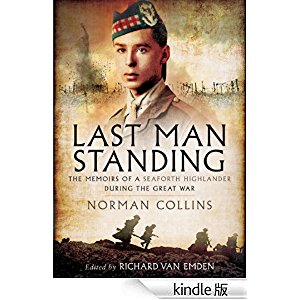 LAST MAN
STANDING
THE MEMOIRS OF A SEAFORTH HIGHLANDER
DURING THE GREAT WAR
NORMAN COLLINS
Edited by RICHARD VAN EMDEN
kindle版